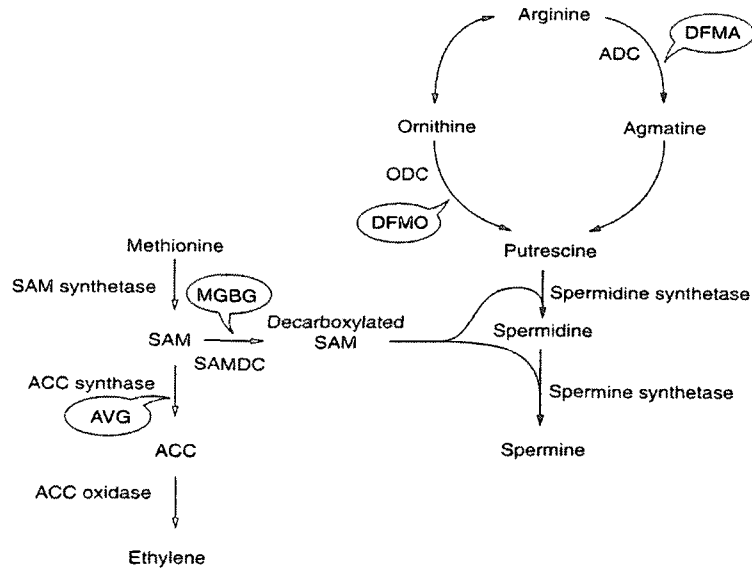 Arginine
DFMA
ADC
Ornithine
Agmatine
ODC
DFMO
Putrescine
Methionine
SAM synthetase
MGBG
Spermidine synthetase
Decarboxylated
SAM
SAM
Spermidine
SAMDC
ACC synthase
Spermine synthetase
AVG
ACC
Spermine
ACC oxidase
Ethylene